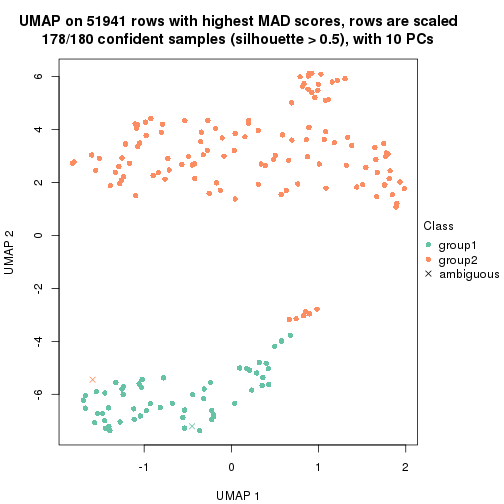 UMAP on 51941 rows with highest MAD scores, rows are scaled
178/180 confident samples (silhouette > 0.5), with 10 PCs
6
4
2
0
-2
-4
-6
UMAP 2
-1
0
1
2
UMAP 1
Class
group1
group2
ambiguous